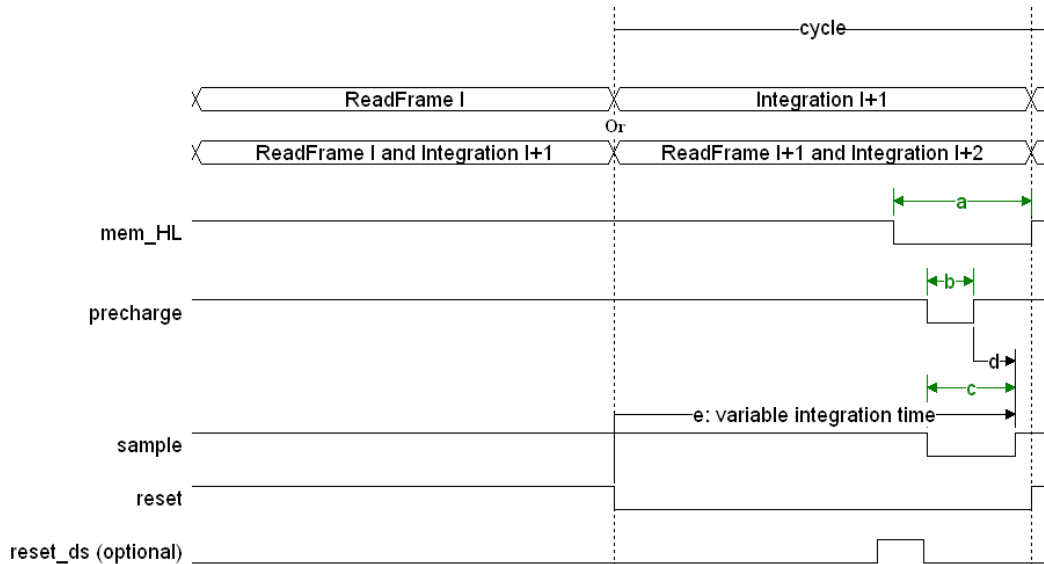 cycle
ReadFrame I
Integration I+1
Or
ReadFrame I and Integration I+1
ReadFrame I+1 and Integration I+2
a
mem_HL
b
precharge
d
c
e: variable integration time
sample
reset
reset_ds (optional)